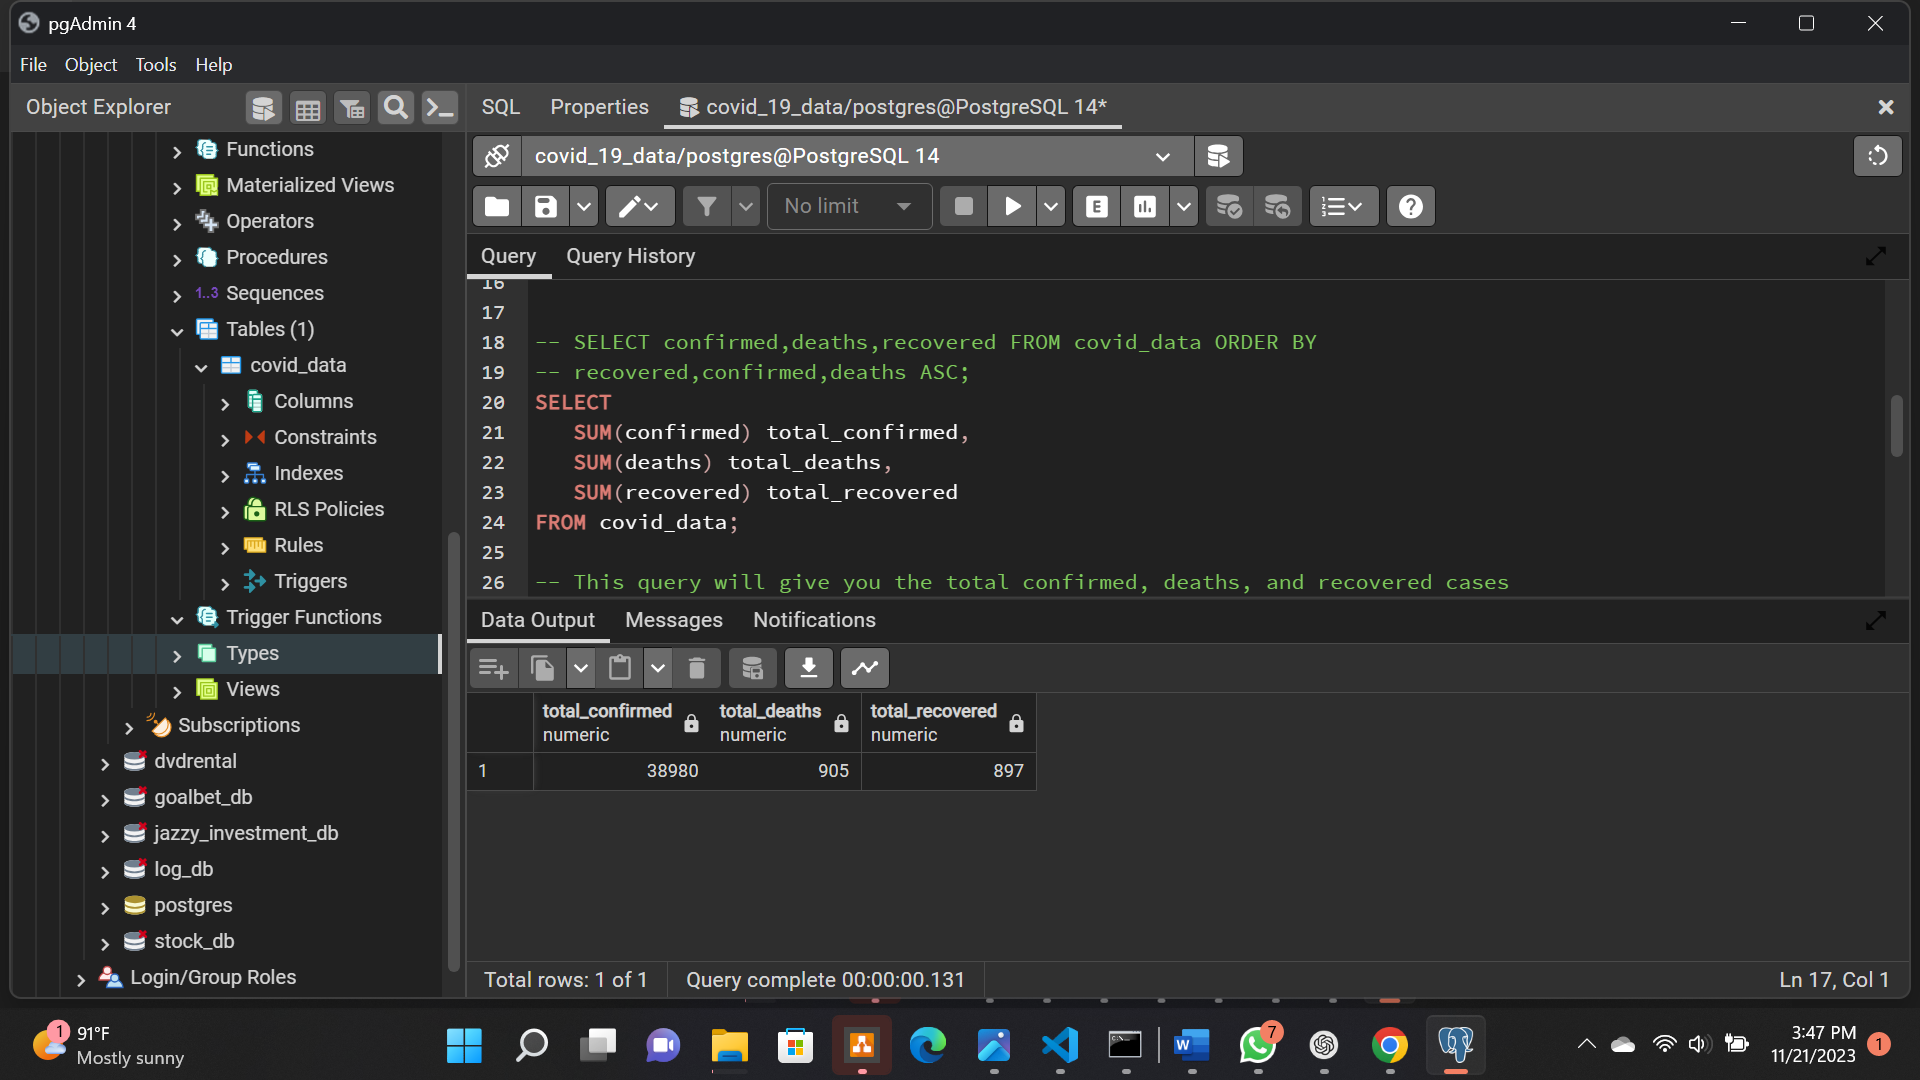 pgAdmin 4
File Object Tools Help
Object Explorer
SQL Properties covid_19_data/postgres@PostgreSQL 14*
covid_19_data/postgres@PostgreSQL 14
No limit
E
Query Query History
Functions
Materialized Views
Operators
Procedures
1..3 Sequences
Tables (1)
covid_data
Columns
Constraints
Indexes
RLS Policies
Rules
Triggers
Trigger Functions
Types
Views
Subscriptions
dvdrental
goalbet_db
jazzy_investment_db
log_db
postgres
stock_db
Login/Group Roles
16
17
18 -- SELECT confirmed,deaths,recovered FROM covid_data ORDER BY
19 -- recovered,confirmed,deaths ASC;
20 SELECT
21 SUM(confirmed) total_confirmed,
22 SUM(deaths) total_deaths,
23 SUM(recovered) total_recovered
24 FROM covid_data;
25
26 -- This query will give you the total confirmed, deaths, and recovered cases
Data Output Messages Notifications
total_confirmed total_deaths total_recovered
numeric numeric numeric
1 38980 905 897
Total rows: 1 of 1 Query complete 00:00:00.131 Ln 17, Col 1
1 91°F
Mostly sunny
W
7
3:47 PM
11/21/2023
1